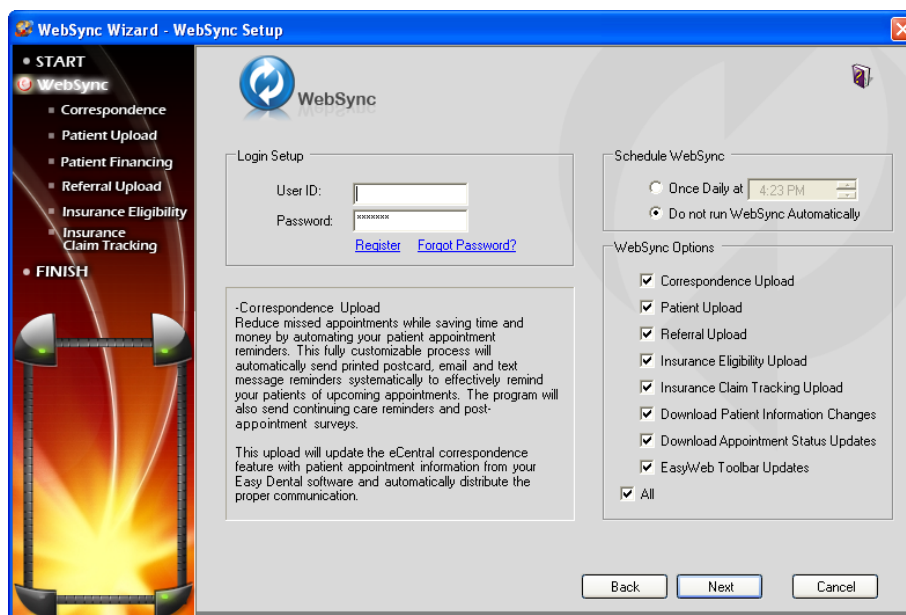 WebSync Wizard - WebSync Setup
START
WebSync
Correspondence
Patient Upload
Patient Financing
Referral Upload
Insurance Eligibility
Insurance
Claim Tracking
FINISH
WebSync
Login Setup
User ID:
Password: *******
Register Forgot Password?
-Correspondence Upload
Reduce missed appointments while saving time and
money by automating your patient appointment
reminders. This fully customizable process will
automatically send printed postcard, email and text
message reminders systematically to effectively remind
your patients of upcoming appointments. The program will
also send continuing care reminders and post-
appointment surveys.
This upload will update the eCentral correspondence
feature with patient appointment information from your
Easy Dental software and automatically distribute the
proper communication.
Schedule WebSync
Once Daily at 4:23 PM
Do not run WebSync Automatically
WebSync Options
Correspondence Upload
Patient Upload
Referral Upload
Insurance Eligibility Upload
Insurance Claim Tracking Upload
Download Patient Information Changes
Download Appointment Status Updates
EasyWeb Toolbar Updates
All
Back Next Cancel